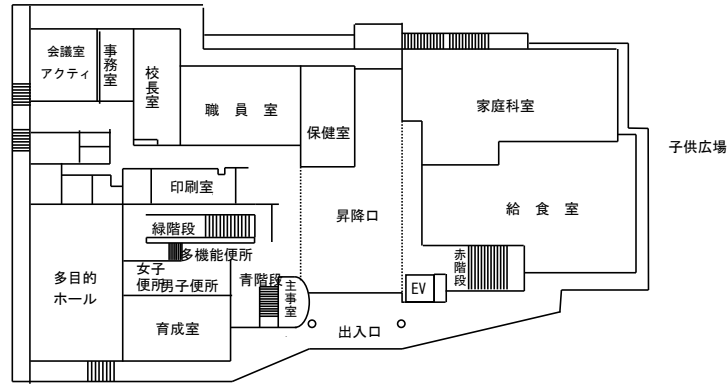 会議室
アクティ
事務室
校長室
職員室
保健室
家庭科室
子供広場
印刷室
昇降口
給食室
緑階段
多機能便所
女子
便所
男子便所
青階段
主事室
赤階段
EV
多目的
ホール
育成室
出入口